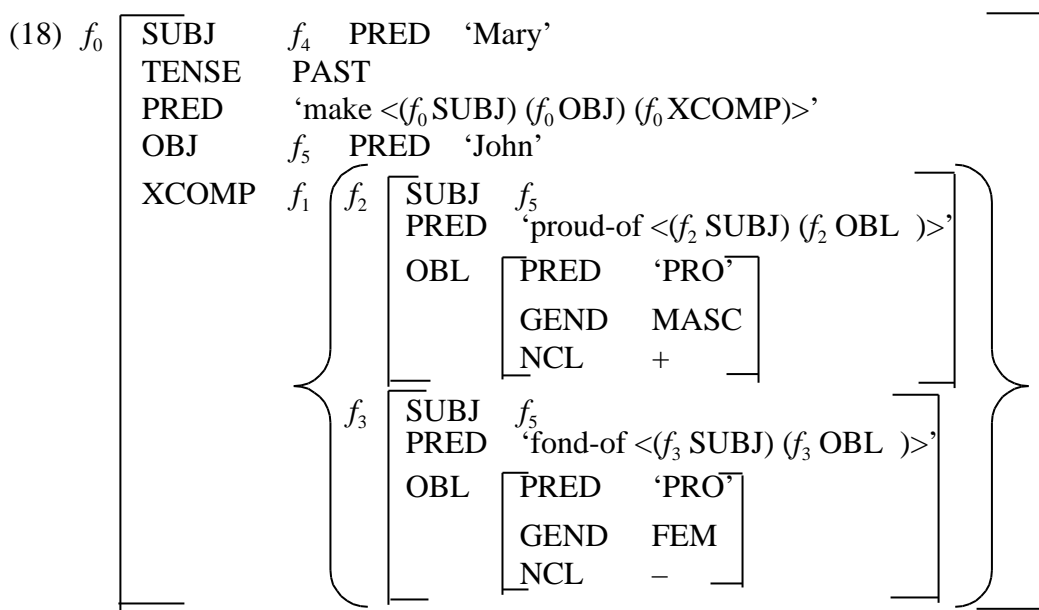 (18) f₀ SUBJ f₄ PRED ‘Mary’
TENSE PAST
PRED ‘make <(f₀ SUBJ) (f₀ OBJ) (f₀ XCOMP)>’
OBJ f₅ PRED ‘John’
XCOMP f₁ f₂ SUBJ f₅
PRED ‘proud-of <(f₂ SUBJ) (f₂ OBL )>’
OBL PRED ‘PRO’
GEND MASC
NCL +
f₃ SUBJ f₅
PRED ‘fond-of <(f₃ SUBJ) (f₃ OBL )>’
OBL PRED ‘PRO’
GEND FEM
NCL –